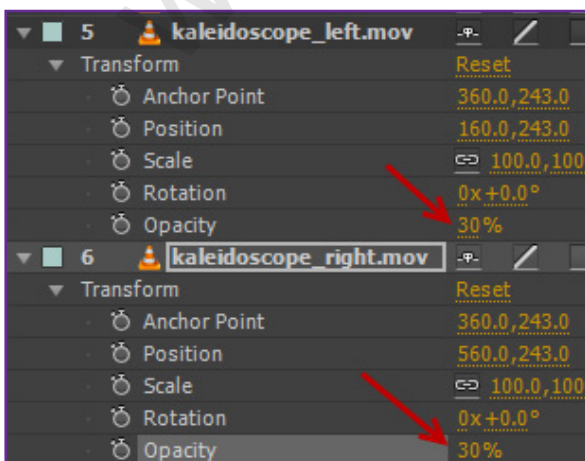 5 kaleidoscope_left.mov
Transform Reset
Anchor Point 360.0,243.0
Position 160.0,243.0
Scale 100.0,100
Rotation 0x+0.0°
Opacity 30%
6 kaleidoscope_right.mov
Transform Reset
Anchor Point 360.0,243.0
Position 560.0,243.0
Scale 100.0,100
Rotation 0x+0.0°
Opacity 30%